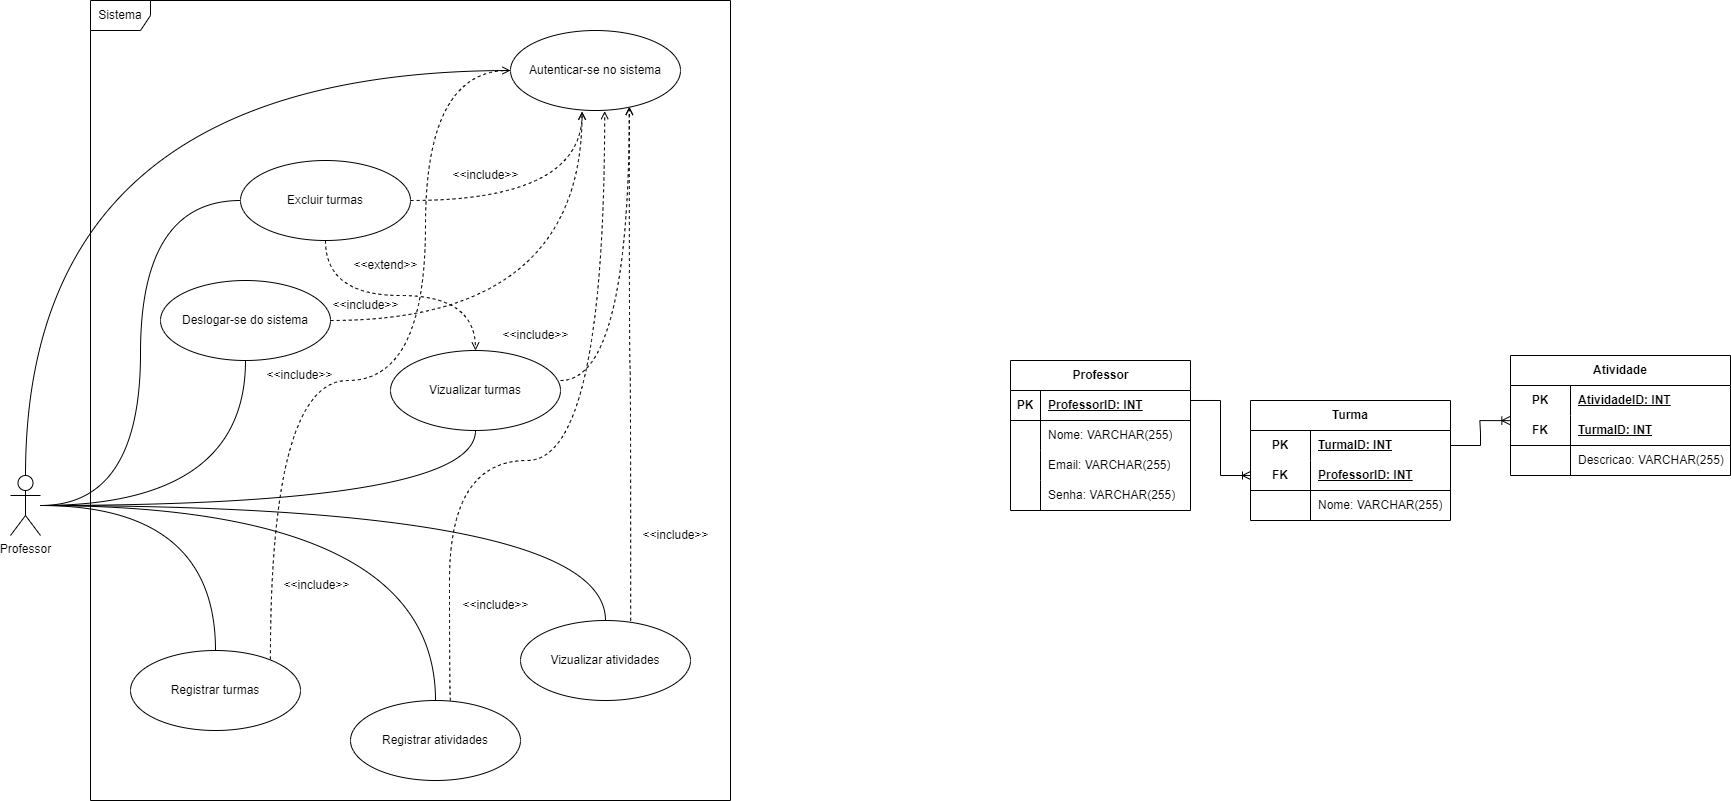 Sistema
Autenticar-se no sistema
<<include>>
Excluir turmas
<<extend>>
<<include>>
Deslogar-se do sistema
<<include>>
<<include>>
Vizualizar turmas
Professor
<<include>>
<<include>>
<<include>>
Vizualizar atividades
Registrar turmas
Registrar atividades
Professor
PK ProfessorID: INT
Nome: VARCHAR(255)
Email: VARCHAR(255)
Senha: VARCHAR(255)
Turma
PK TurmaID: INT
FK ProfessorID: INT
Nome: VARCHAR(255)
Atividade
PK AtividadeID: INT
FK TurmaID: INT
Descricao: VARCHAR(255)